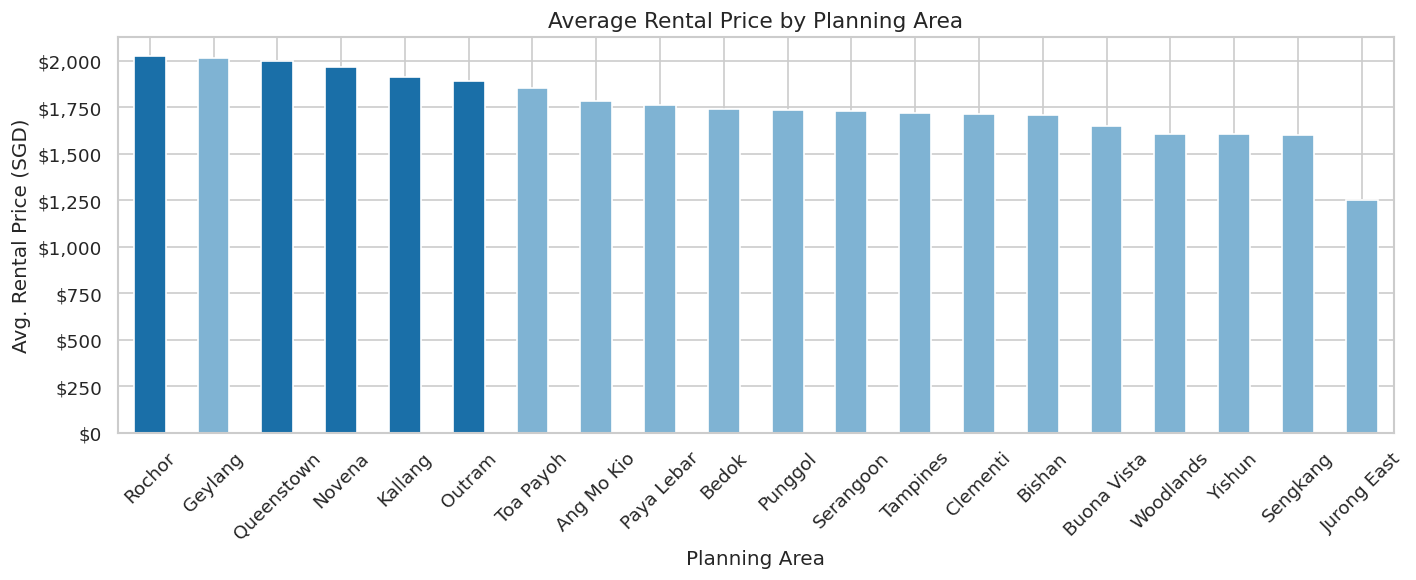 Average Rental Price by Planning Area
Avg. Rental Price (SGD)
$2,000
$1,750
$1,500
$1,250
$1,000
$750
$500
$250
$0
Rochor
Geylang
Queenstown
Novena
Kallang
Outram
Toa Payoh
Ang Mo Kio
Paya Lebar
Bedok
Punggol
Serangoon
Tampines
Clementi
Bishan
Buona Vista
Woodlands
Yishun
Sengkang
Jurong East
Planning Area